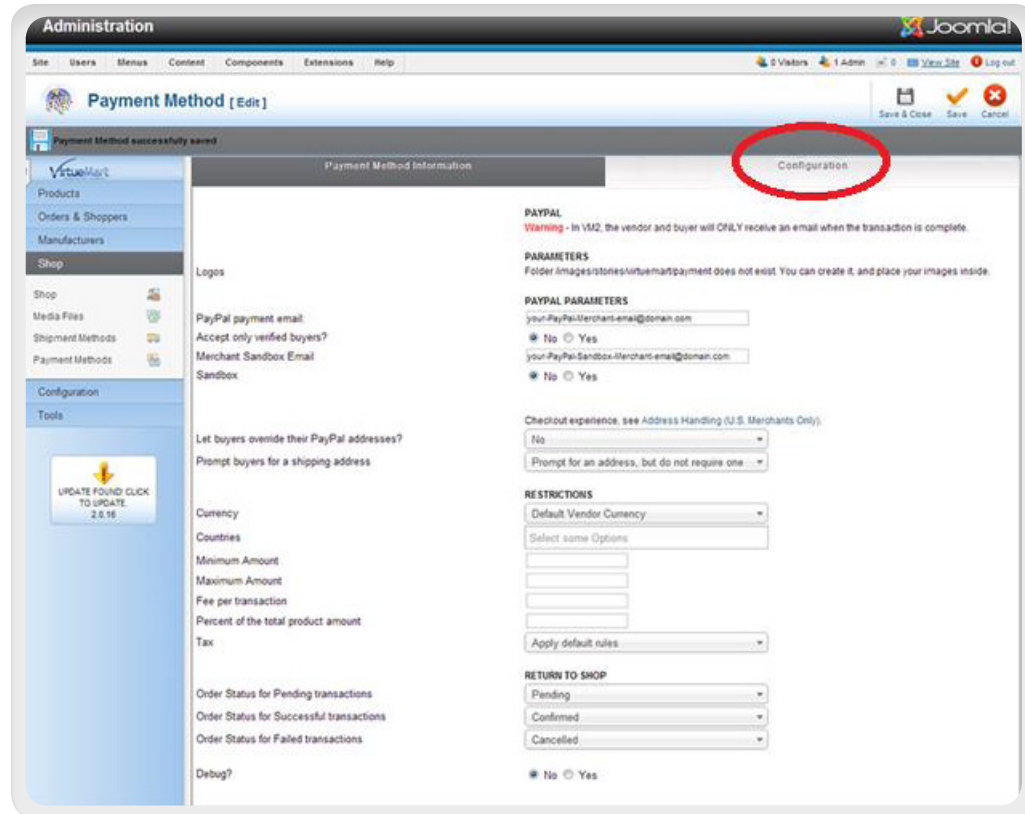 Administration
Joomla!
Site Users Menus Content Components Extensions Help
0 Visitors 1 Admin 0 View Site Log out
Payment Method [ Edit ]
Save & Close Save Cancel
Payment Method successfully saved
VirtueMart
Payment Method Information
Configuration
Products
Orders & Shoppers
Manufacturers
Shop
Shop
Media Files
Shipment Methods
Payment Methods
Configuration
Tools
UPDATE FOUND! CLICK
TO UPDATE.
2.0.16
PAYPAL
Warning - In VM2, the vendor and buyer will ONLY receive an email when the transaction is complete.
PARAMETERS
Logos
Folder /images/stories/virtuemart/payment does not exist. You can create it, and place your images inside.
PAYPAL PARAMETERS
PayPal payment email:
your-PayPal-Merchant-email@domain.com
Accept only verified buyers?
No Yes
Merchant Sandbox Email
your-PayPal-Sandbox-Merchant-email@domain.com
Sandbox
No Yes
Checkout experience, see Address Handling (U.S. Merchants Only).
Let buyers override their PayPal addresses?
No
Prompt buyers for a shipping address
Prompt for an address, but do not require one
RESTRICTIONS
Currency
Default Vendor Currency
Countries
Select some Options
Minimum Amount
Maximum Amount
Fee per transaction
Percent of the total product amount
Tax
Apply default rules
RETURN TO SHOP
Order Status for Pending transactions
Pending
Order Status for Successful transactions
Confirmed
Order Status for Failed transactions
Cancelled
Debug?
No Yes